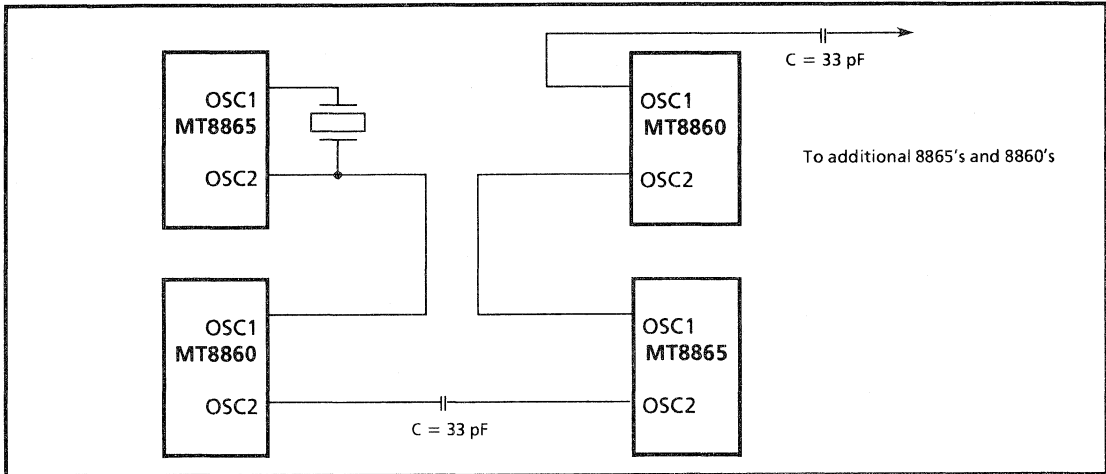 OSC1
MT8865
OSC2
OSC1
MT8860
OSC2
C = 33 pF
OSC1
MT8860
OSC2
C = 33 pF
To additional 8865's and 8860's
OSC1
MT8865
OSC2